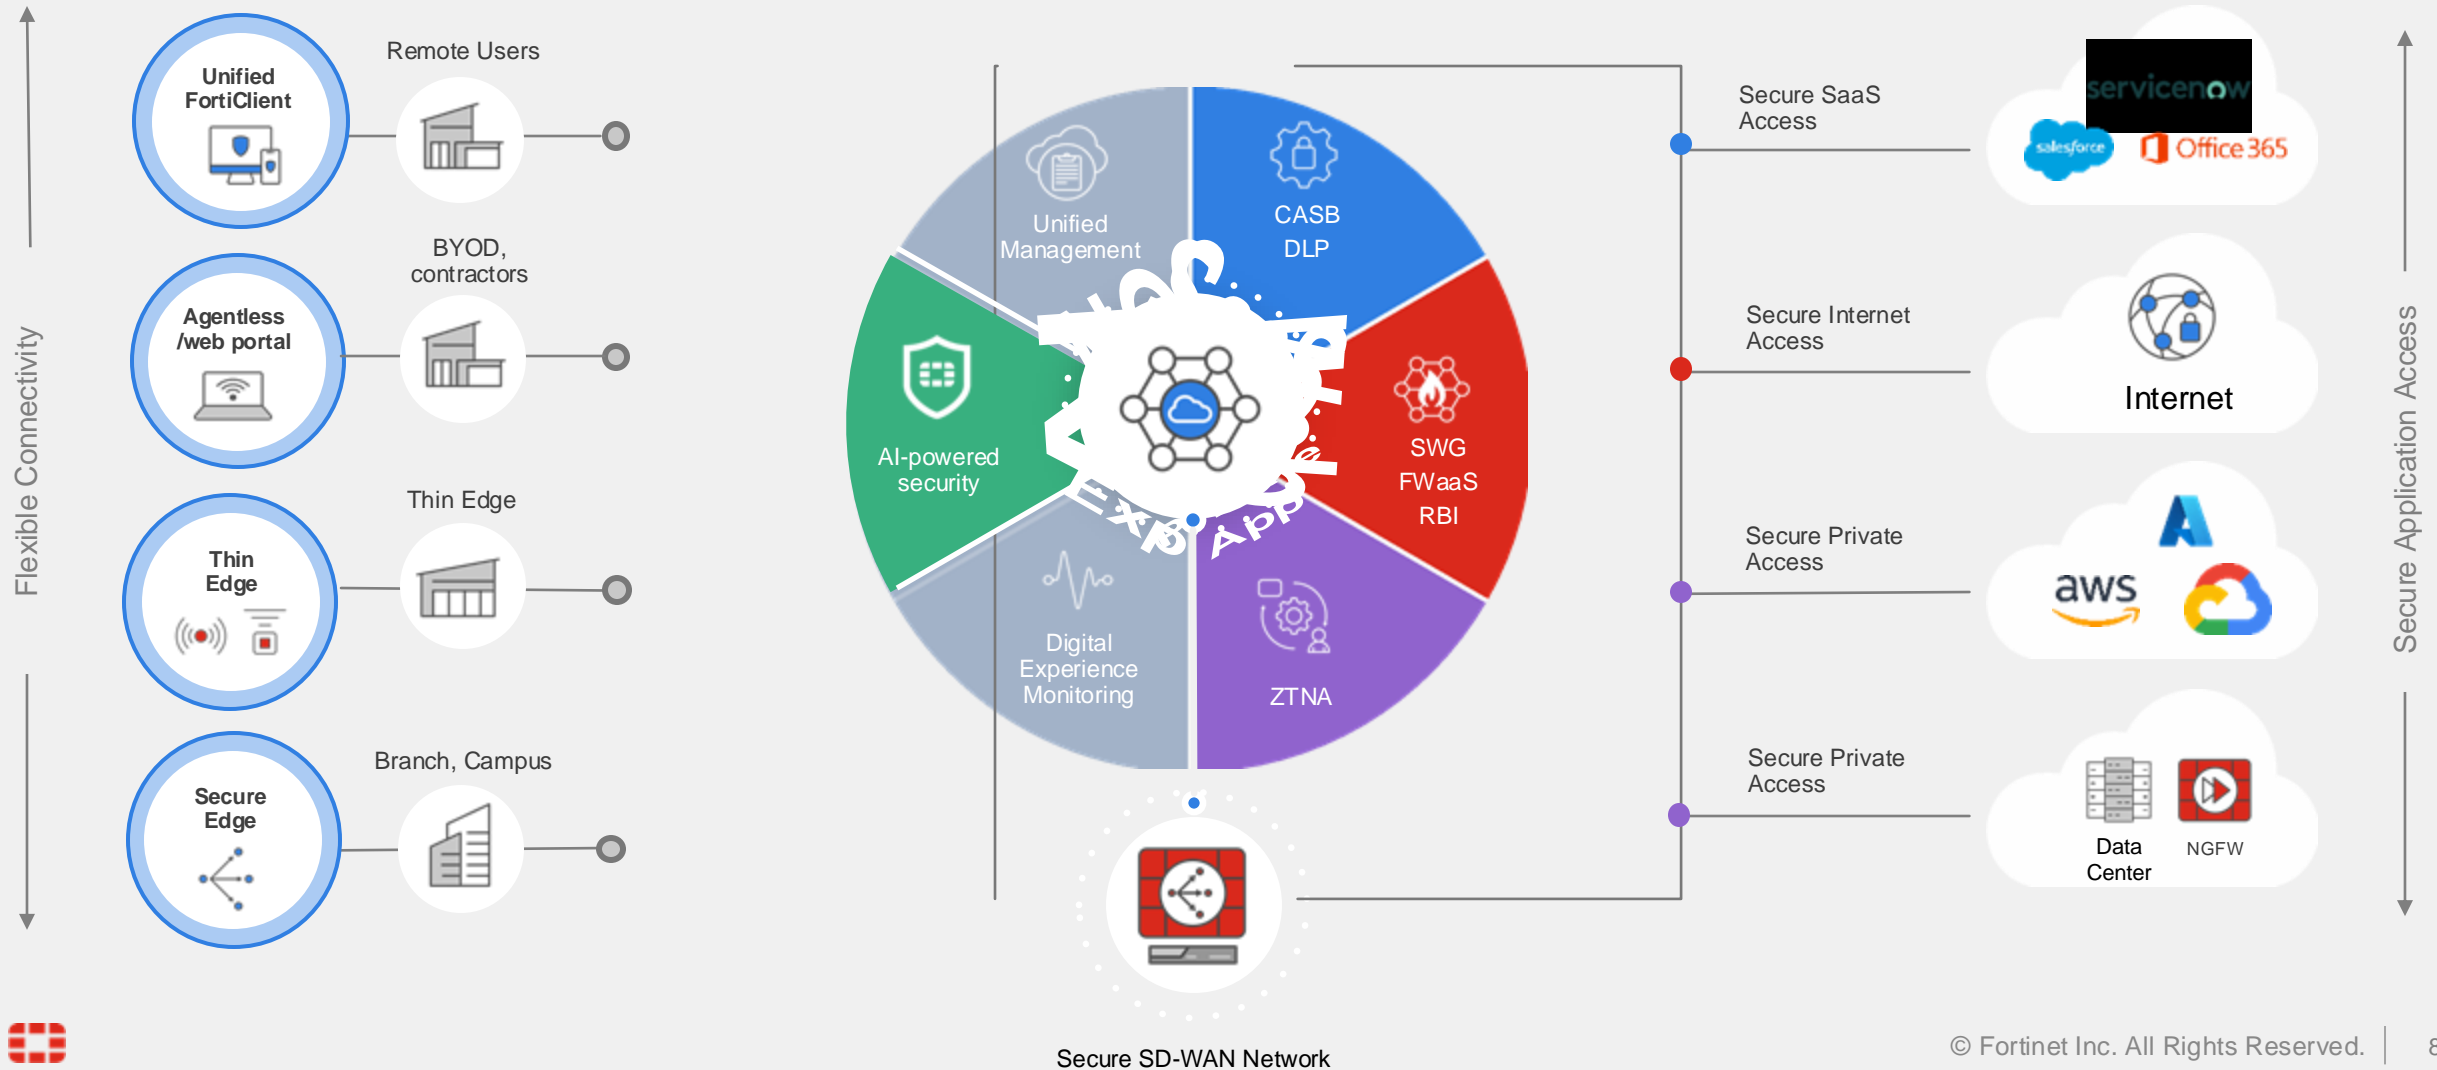 Flexible Connectivity
Unified
FortiClient
Remote Users
Agentless
/web portal
BYOD,
contractors
Thin
Edge
Thin Edge
Secure
Edge
Branch, Campus
Unified
Management
CASB
DLP
AI-powered
security
SWG
FWaaS
RBI
Digital
Experience
Monitoring
ZTNA
Exp
App
Secure SD-WAN Network
Secure SaaS
Access
Secure Internet
Access
Secure Private
Access
Secure Private
Access
servicenow
salesforce
Office 365
Internet
aws
Data
Center
NGFW
Secure Application Access
© Fortinet Inc. All Rights Reserved.
8